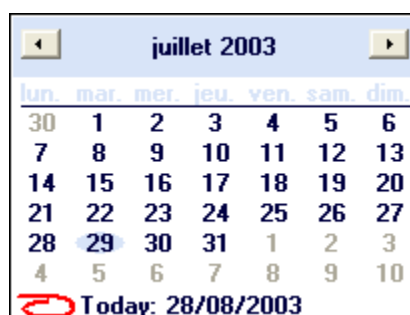 juillet 2003
lun. mar. mer. jeu. ven. sam. dim.
30 1 2 3 4 5 6
7 8 9 10 11 12 13
14 15 16 17 18 19 20
21 22 23 24 25 26 27
28 29 30 31 1 2 3
4 5 6 7 8 9 10
Today: 28/08/2003